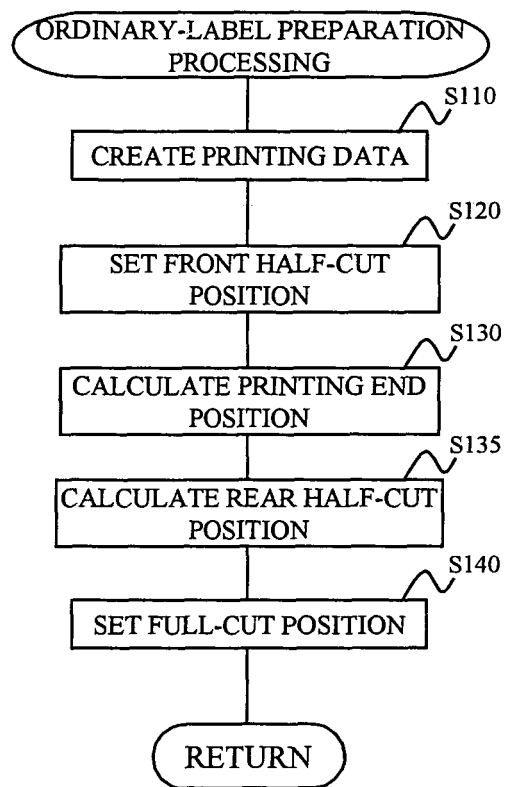 ORDINARY-LABEL PREPARATION
PROCESSING
S110
CREATE PRINTING DATA
S120
SET FRONT HALF-CUT
POSITION
S130
CALCULATE PRINTING END
POSITION
S135
CALCULATE REAR HALF-CUT
POSITION
S140
SET FULL-CUT POSITION
RETURN